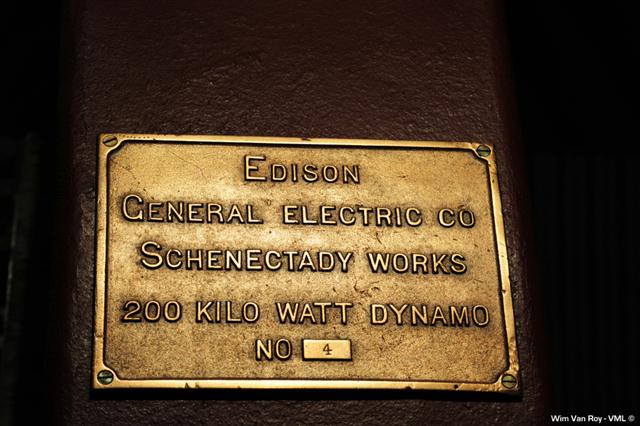 EDISON
GENERAL ELECTRIC CO
SCHENECTADY WORKS
200 KILO WATT DYNAMO
NO 4
Wim Van Roy - VML ©